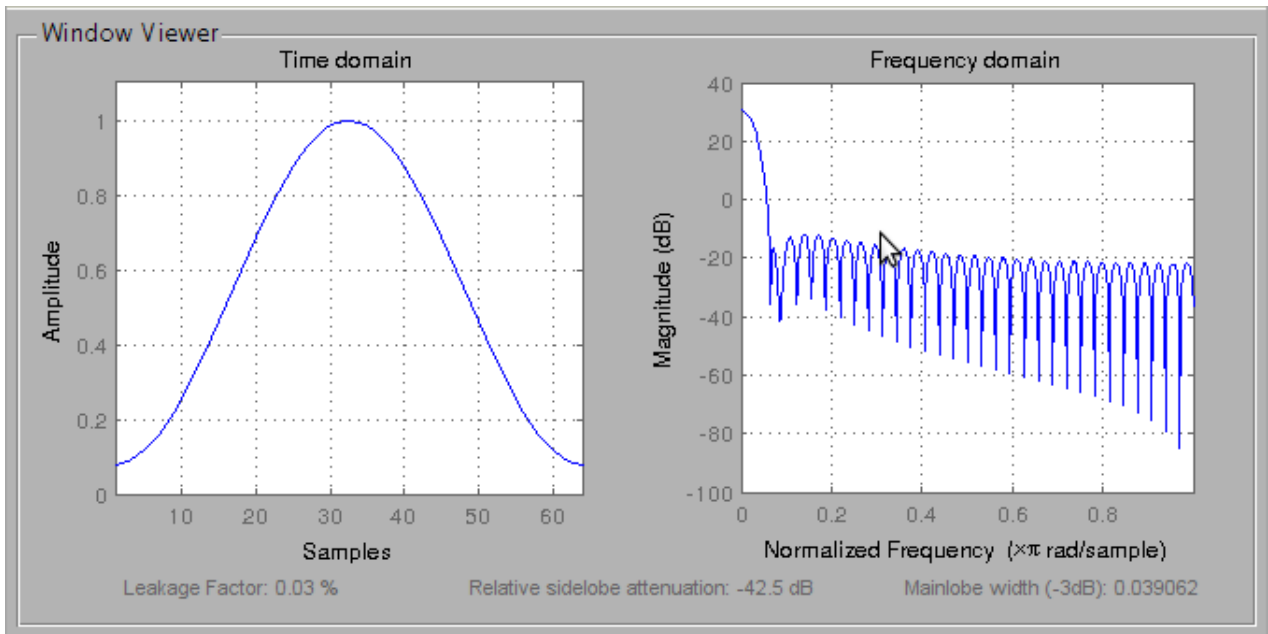 Window Viewer
Time domain
1
0.8
0.6
0.4
0.2
0
Amplitude
10 20 30 40 50 60
Samples
Frequency domain
40
20
0
-20
-40
-60
-80
-100
Magnitude (dB)
0 0.2 0.4 0.6 0.8
Normalized Frequency (×π rad/sample)
Leakage Factor: 0.03 %
Relative sidelobe attenuation: -42.5 dB
Mainlobe width (-3dB): 0.039062